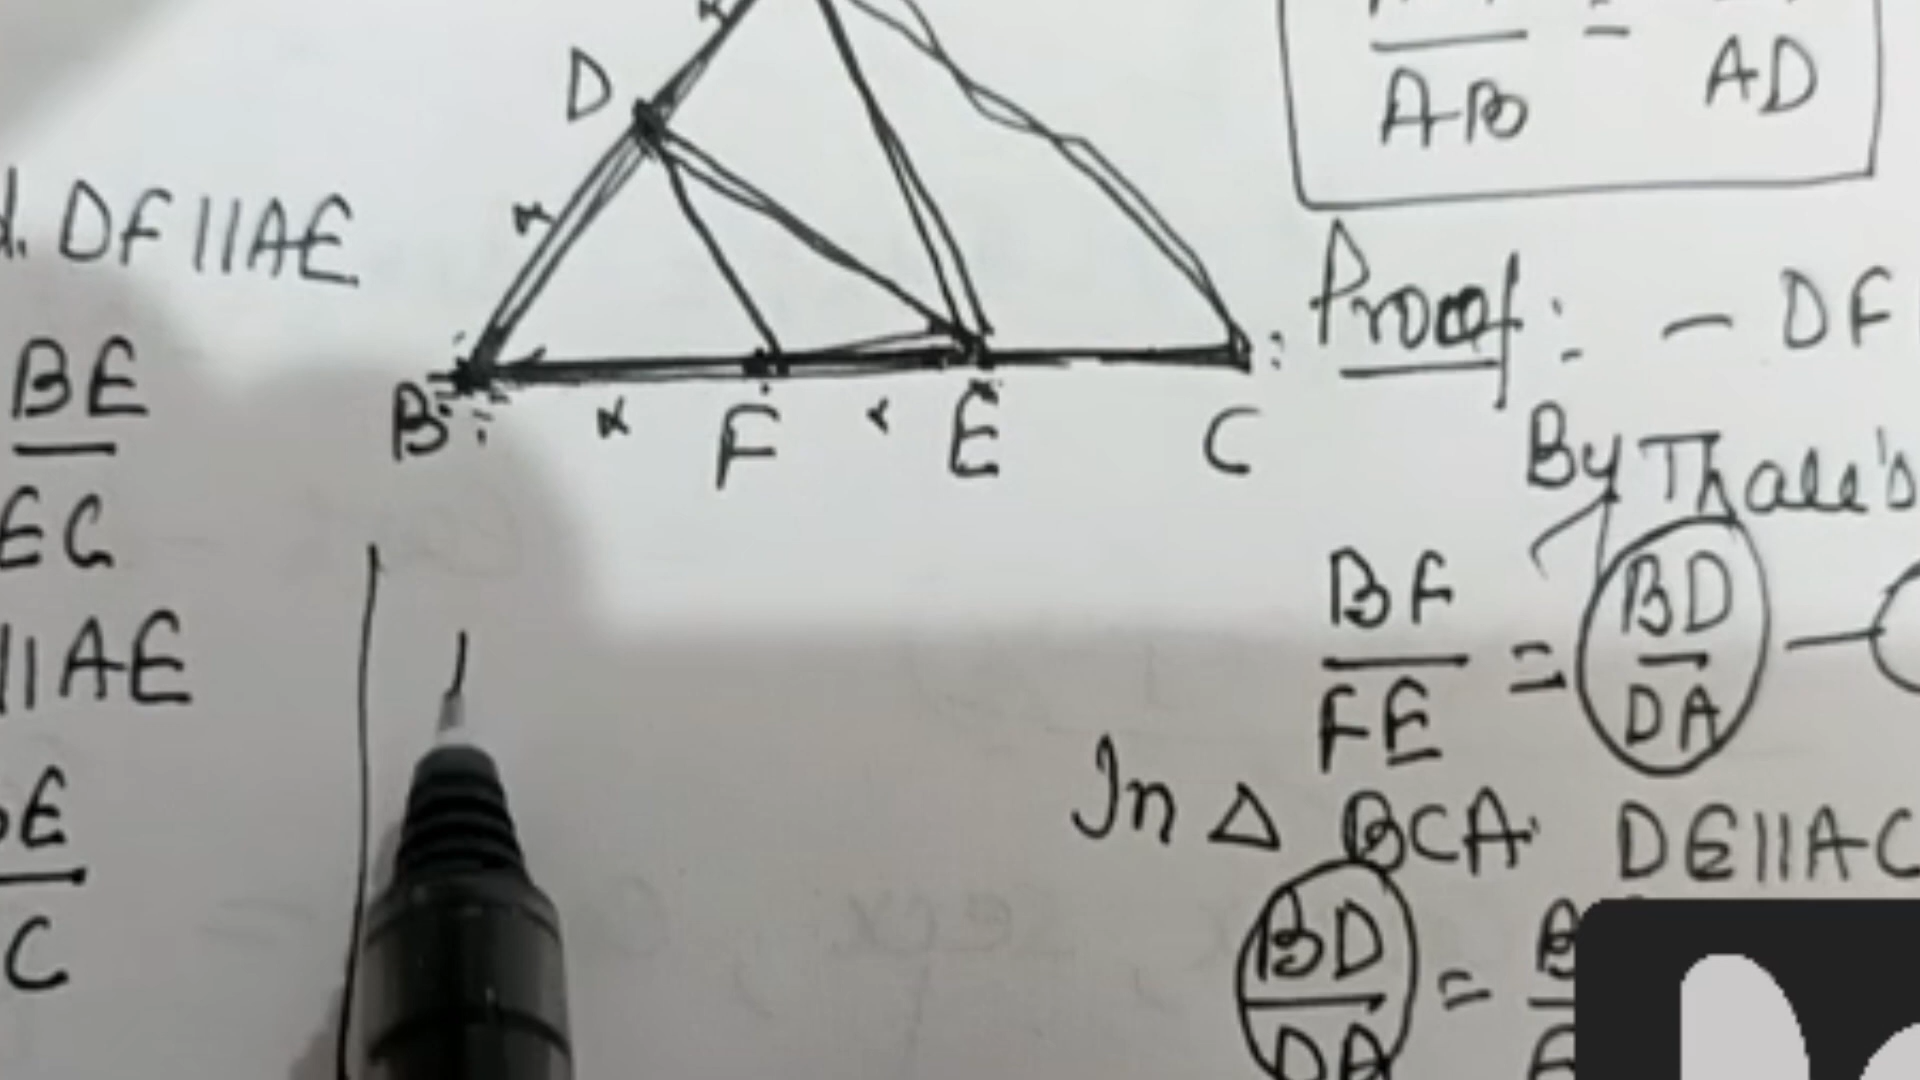 D
AB
AD
DF||AE
BE
EC
||AE
E
C
B F E C
Proof: - DF
By Thale's
BF
FE
=
BD
DA
In △ BCA DE||AC
BD
DA
=